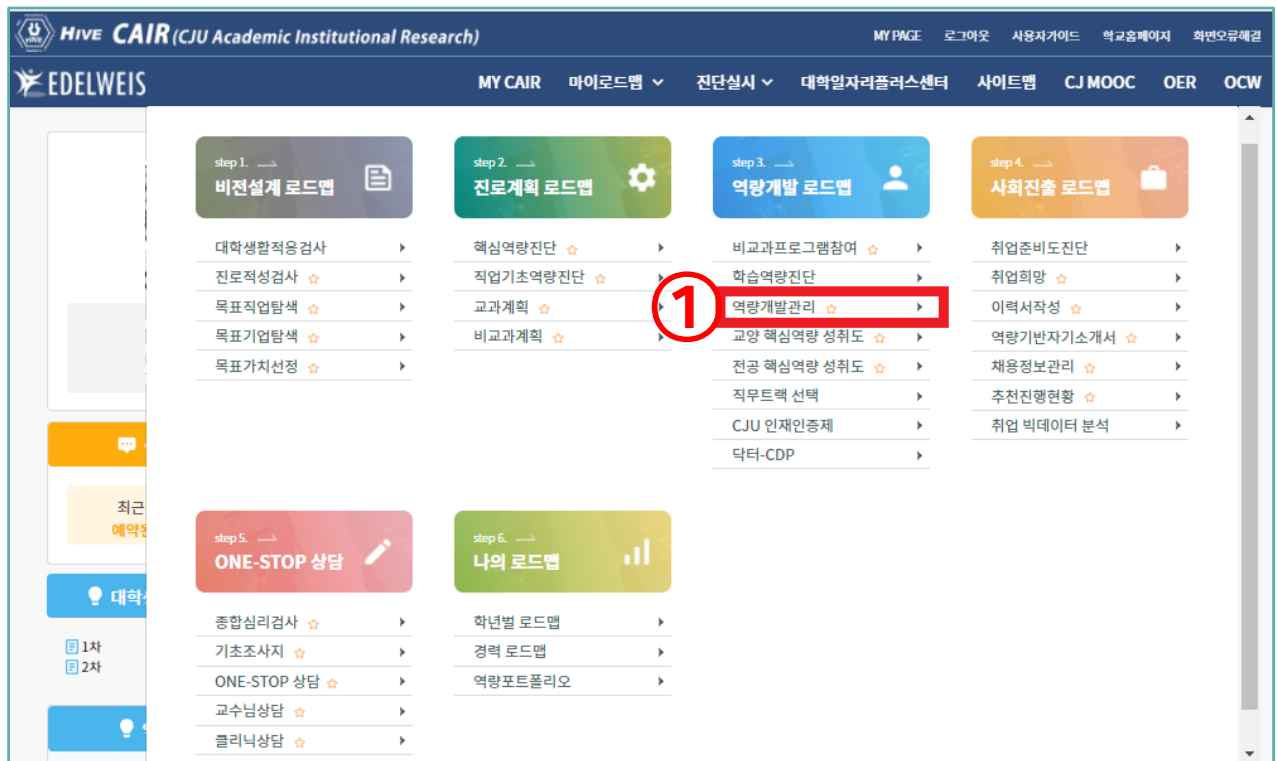 HIVE CAIR (CJU Academic Institutional Research)
MY PAGE 로그아웃 사용자가이드 학교홈페이지 화면오류해결
EDELWEIS
MY CAIR 마이로드맵 진단실시 대학일자리플러스센터 사이트맵 CJ MOOC OER OCW
step 1.
비전설계 로드맵
대학생활적응검사
진로적성검사
목표직업탐색
목표기업탐색
목표가치선정
step 2.
진로계획 로드맵
핵심역량진단
직업기초역량진단
교과계획
비교과계획
step 3.
역량개발 로드맵
비교과프로그램참여
학습역량진단
① 역량개발관리
교양 핵심역량 성취도
전공 핵심역량 성취도
직무트랙 선택
CJU 인재인증제
닥터-CDP
step 4.
사회진출 로드맵
취업준비도진단
취업희망
이력서작성
역량기반자기소개서
채용정보관리
추천진행현황
취업 빅데이터 분석
step 5.
ONE-STOP 상담
종합심리검사
기초조사지
ONE-STOP 상담
교수님상담
클리닉상담
step 6.
나의 로드맵
학년별 로드맵
경력 로드맵
역량포트폴리오
최근
예약
대학
1차
2차